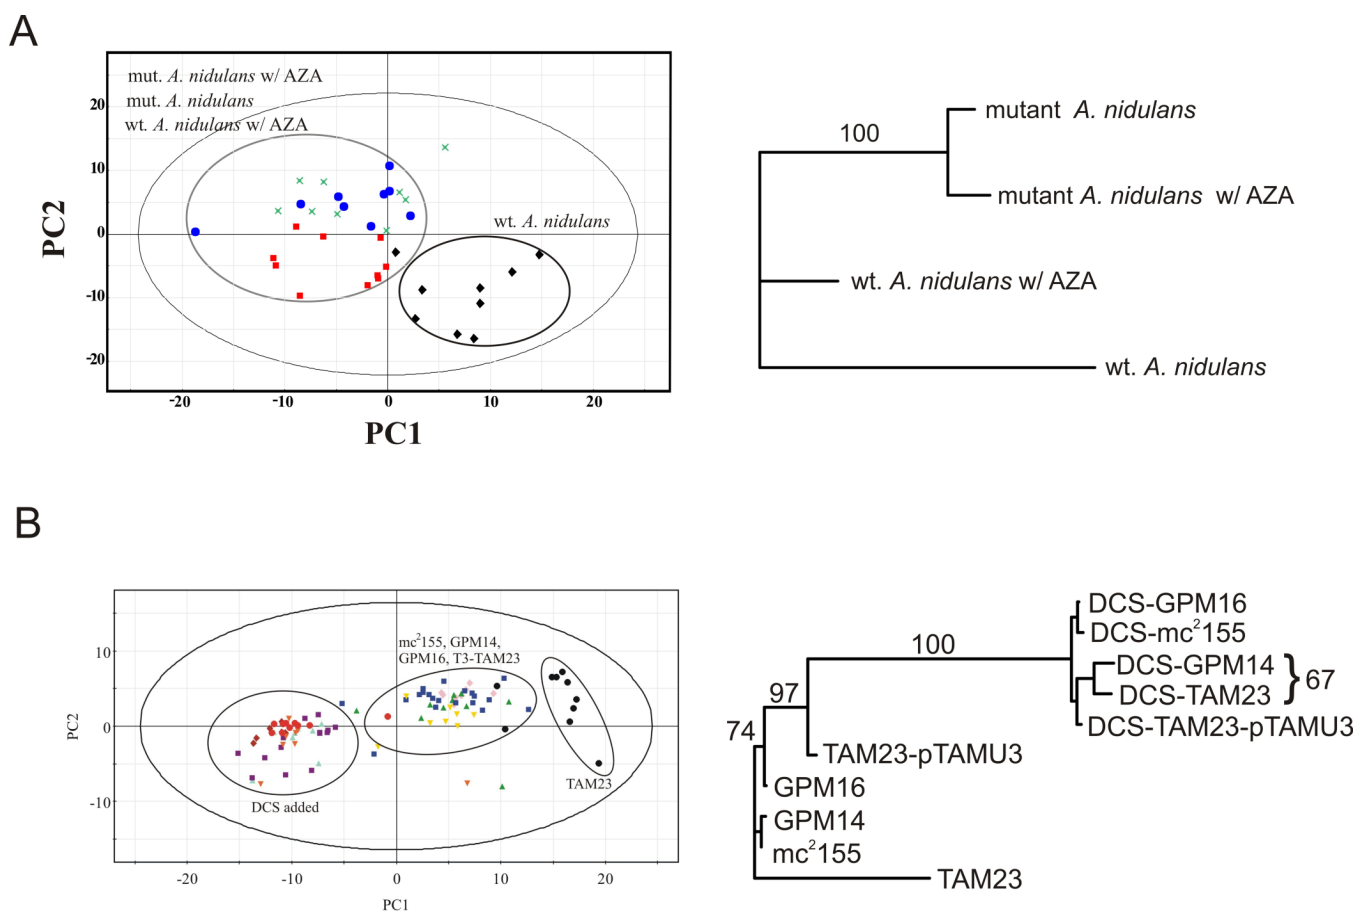 A
mut. A. nidulans w/ AZA
mut. A. nidulans
wt. A. nidulans w/ AZA
wt. A. nidulans
20
10
0
-10
-20
PC2
-20
-10
0
10
20
PC1
100
mutant A. nidulans
mutant A. nidulans w/ AZA
wt. A. nidulans w/ AZA
wt. A. nidulans
B
mc²155, GPM14,
GPM16, T3-TAM23
TAM23
DCS added
10
0
-10
PC2
-20
-10
0
10
20
PC1
100
97
74
67
DCS-GPM16
DCS-mc²155
DCS-GPM14
DCS-TAM23
DCS-TAM23-pTAMU3
TAM23-pTAMU3
GPM16
GPM14
mc²155
TAM23